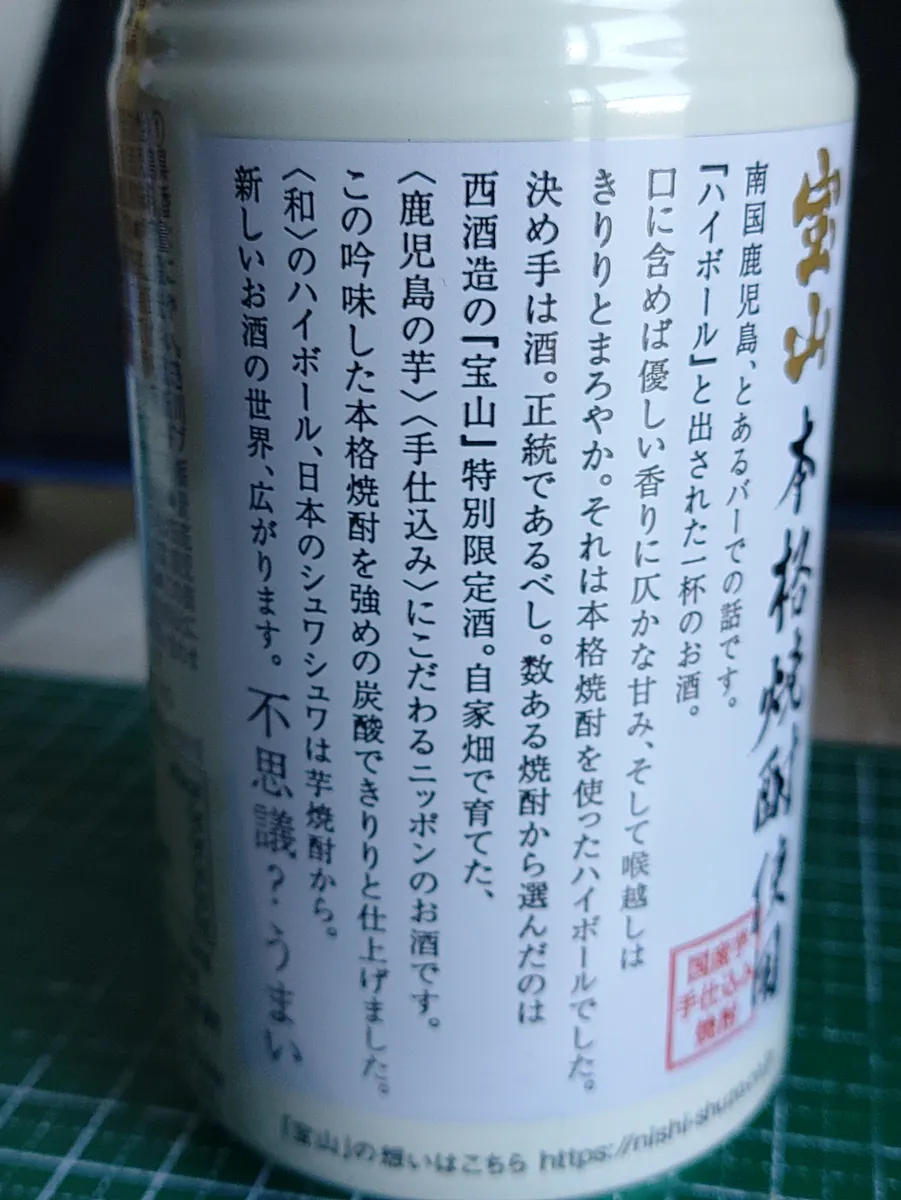 宝山 本格焼酎使用
国産芋
手仕込み
焼酎
南国鹿児島、とあるバーでの話です。
『ハイボール』と出された一杯のお酒。
口に含めば優しい香りに仄かな甘み、そして喉越しは
きりりとまろやか。それは本格焼酎を使ったハイボールでした。
決め手は酒。正統であるべし。数ある焼酎から選んだのは
西酒造の『宝山』特別限定酒。自家畑で育てた、
〈鹿児島の芋〉〈手仕込み〉にこだわるニッポンのお酒です。
この吟味した本格焼酎を強めの炭酸できりりと仕上げました。
〈和〉のハイボール、日本のシュワシュワは芋焼酎から。
新しいお酒の世界、広がります。不思議?うまい
「宝山」の想いはこちら https://nishi-shuzo.co.jp